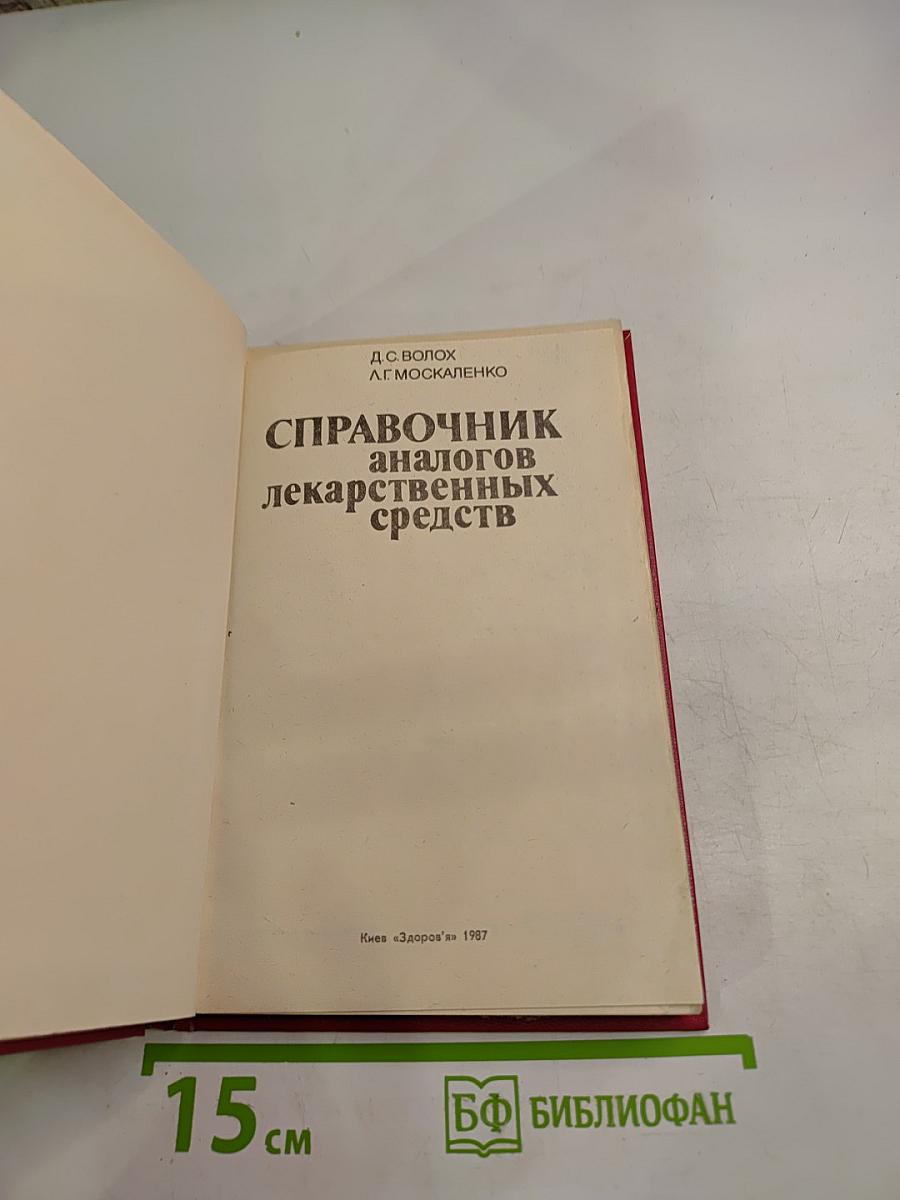 Д. С. ВОЛОХ
Л. Г. МОСКАЛЕНКО
СПРАВОЧНИК
аналогов
лекарственных
средств
Киев «Здоров'я» 1987
15 см
БФ БИБЛИОФАН